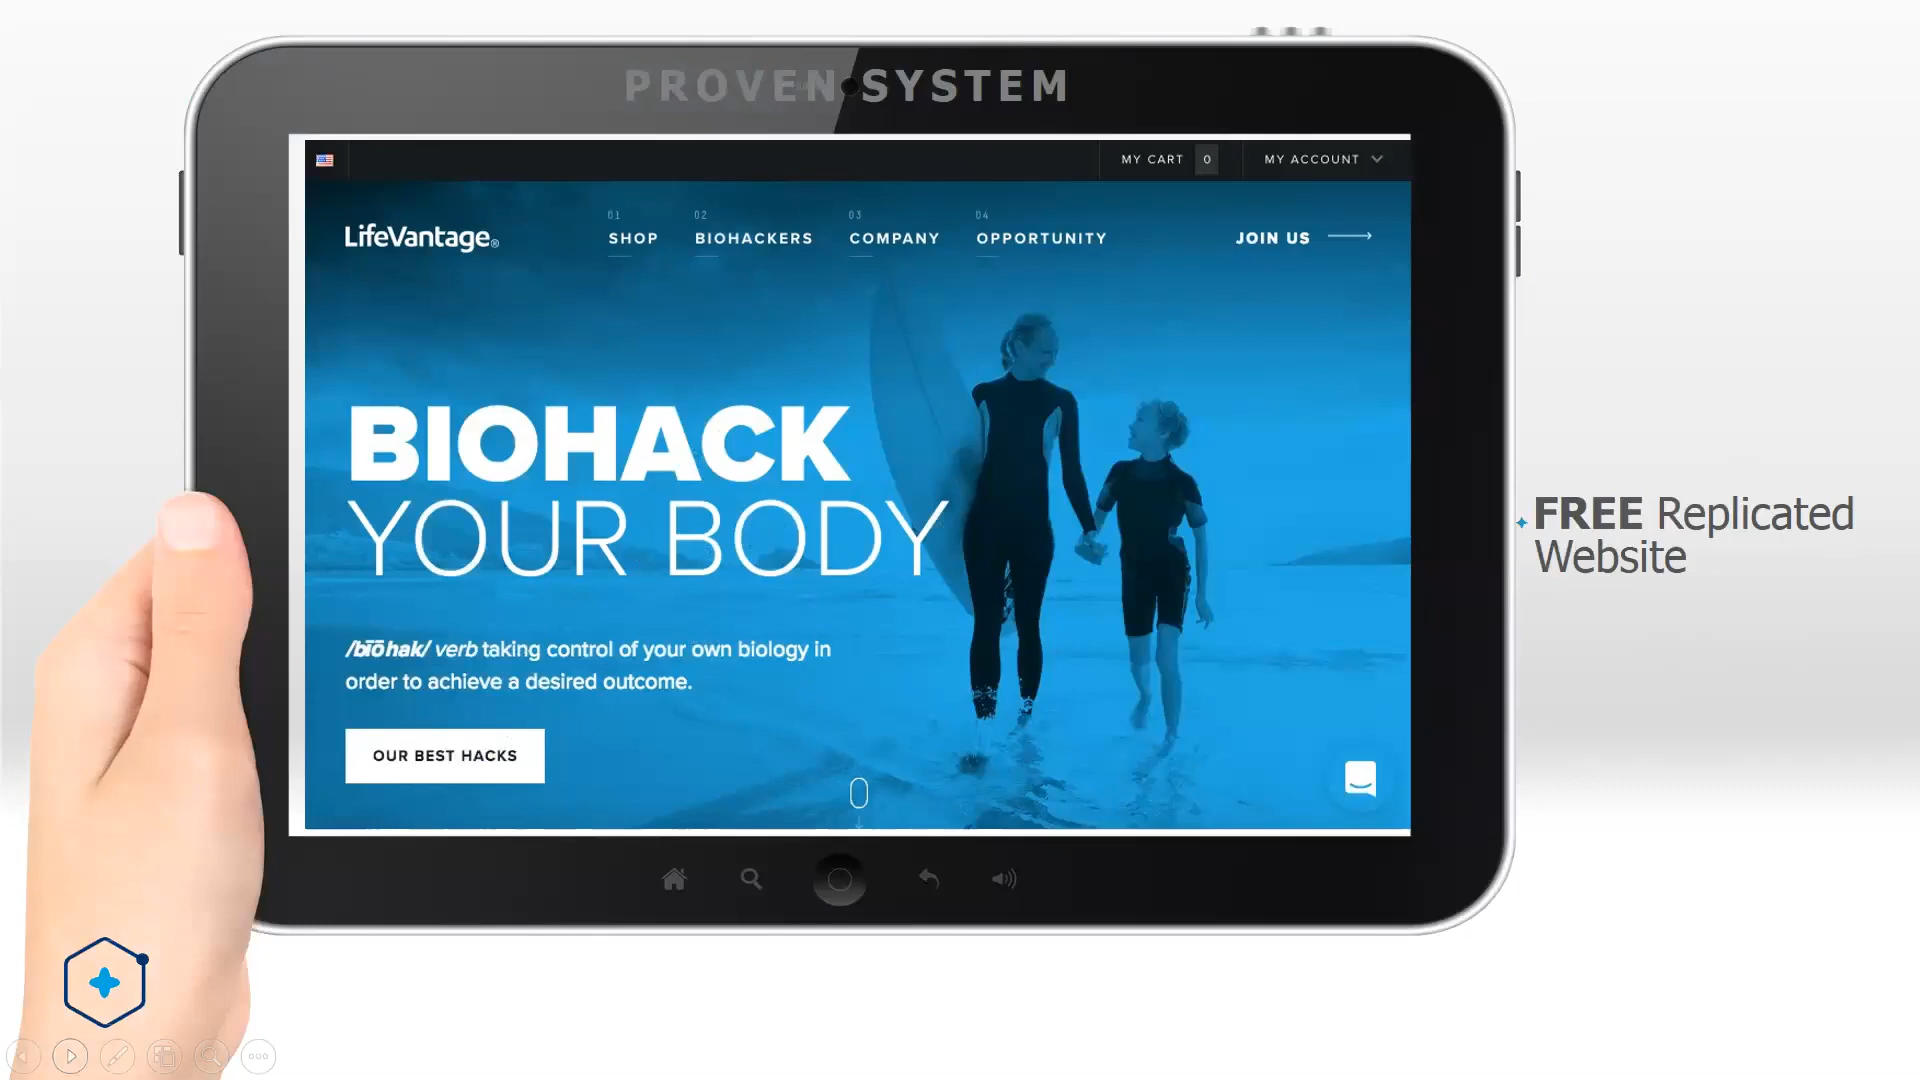 PROVEN SYSTEM
MY CART 0 MY ACCOUNT
01 02 03 04
LifeVantage® SHOP BIOHACKERS COMPANY OPPORTUNITY JOIN US
BIOHACK
YOUR BODY
/bīō hak/ verb taking control of your own biology in
order to achieve a desired outcome.
OUR BEST HACKS
FREE Replicated
Website